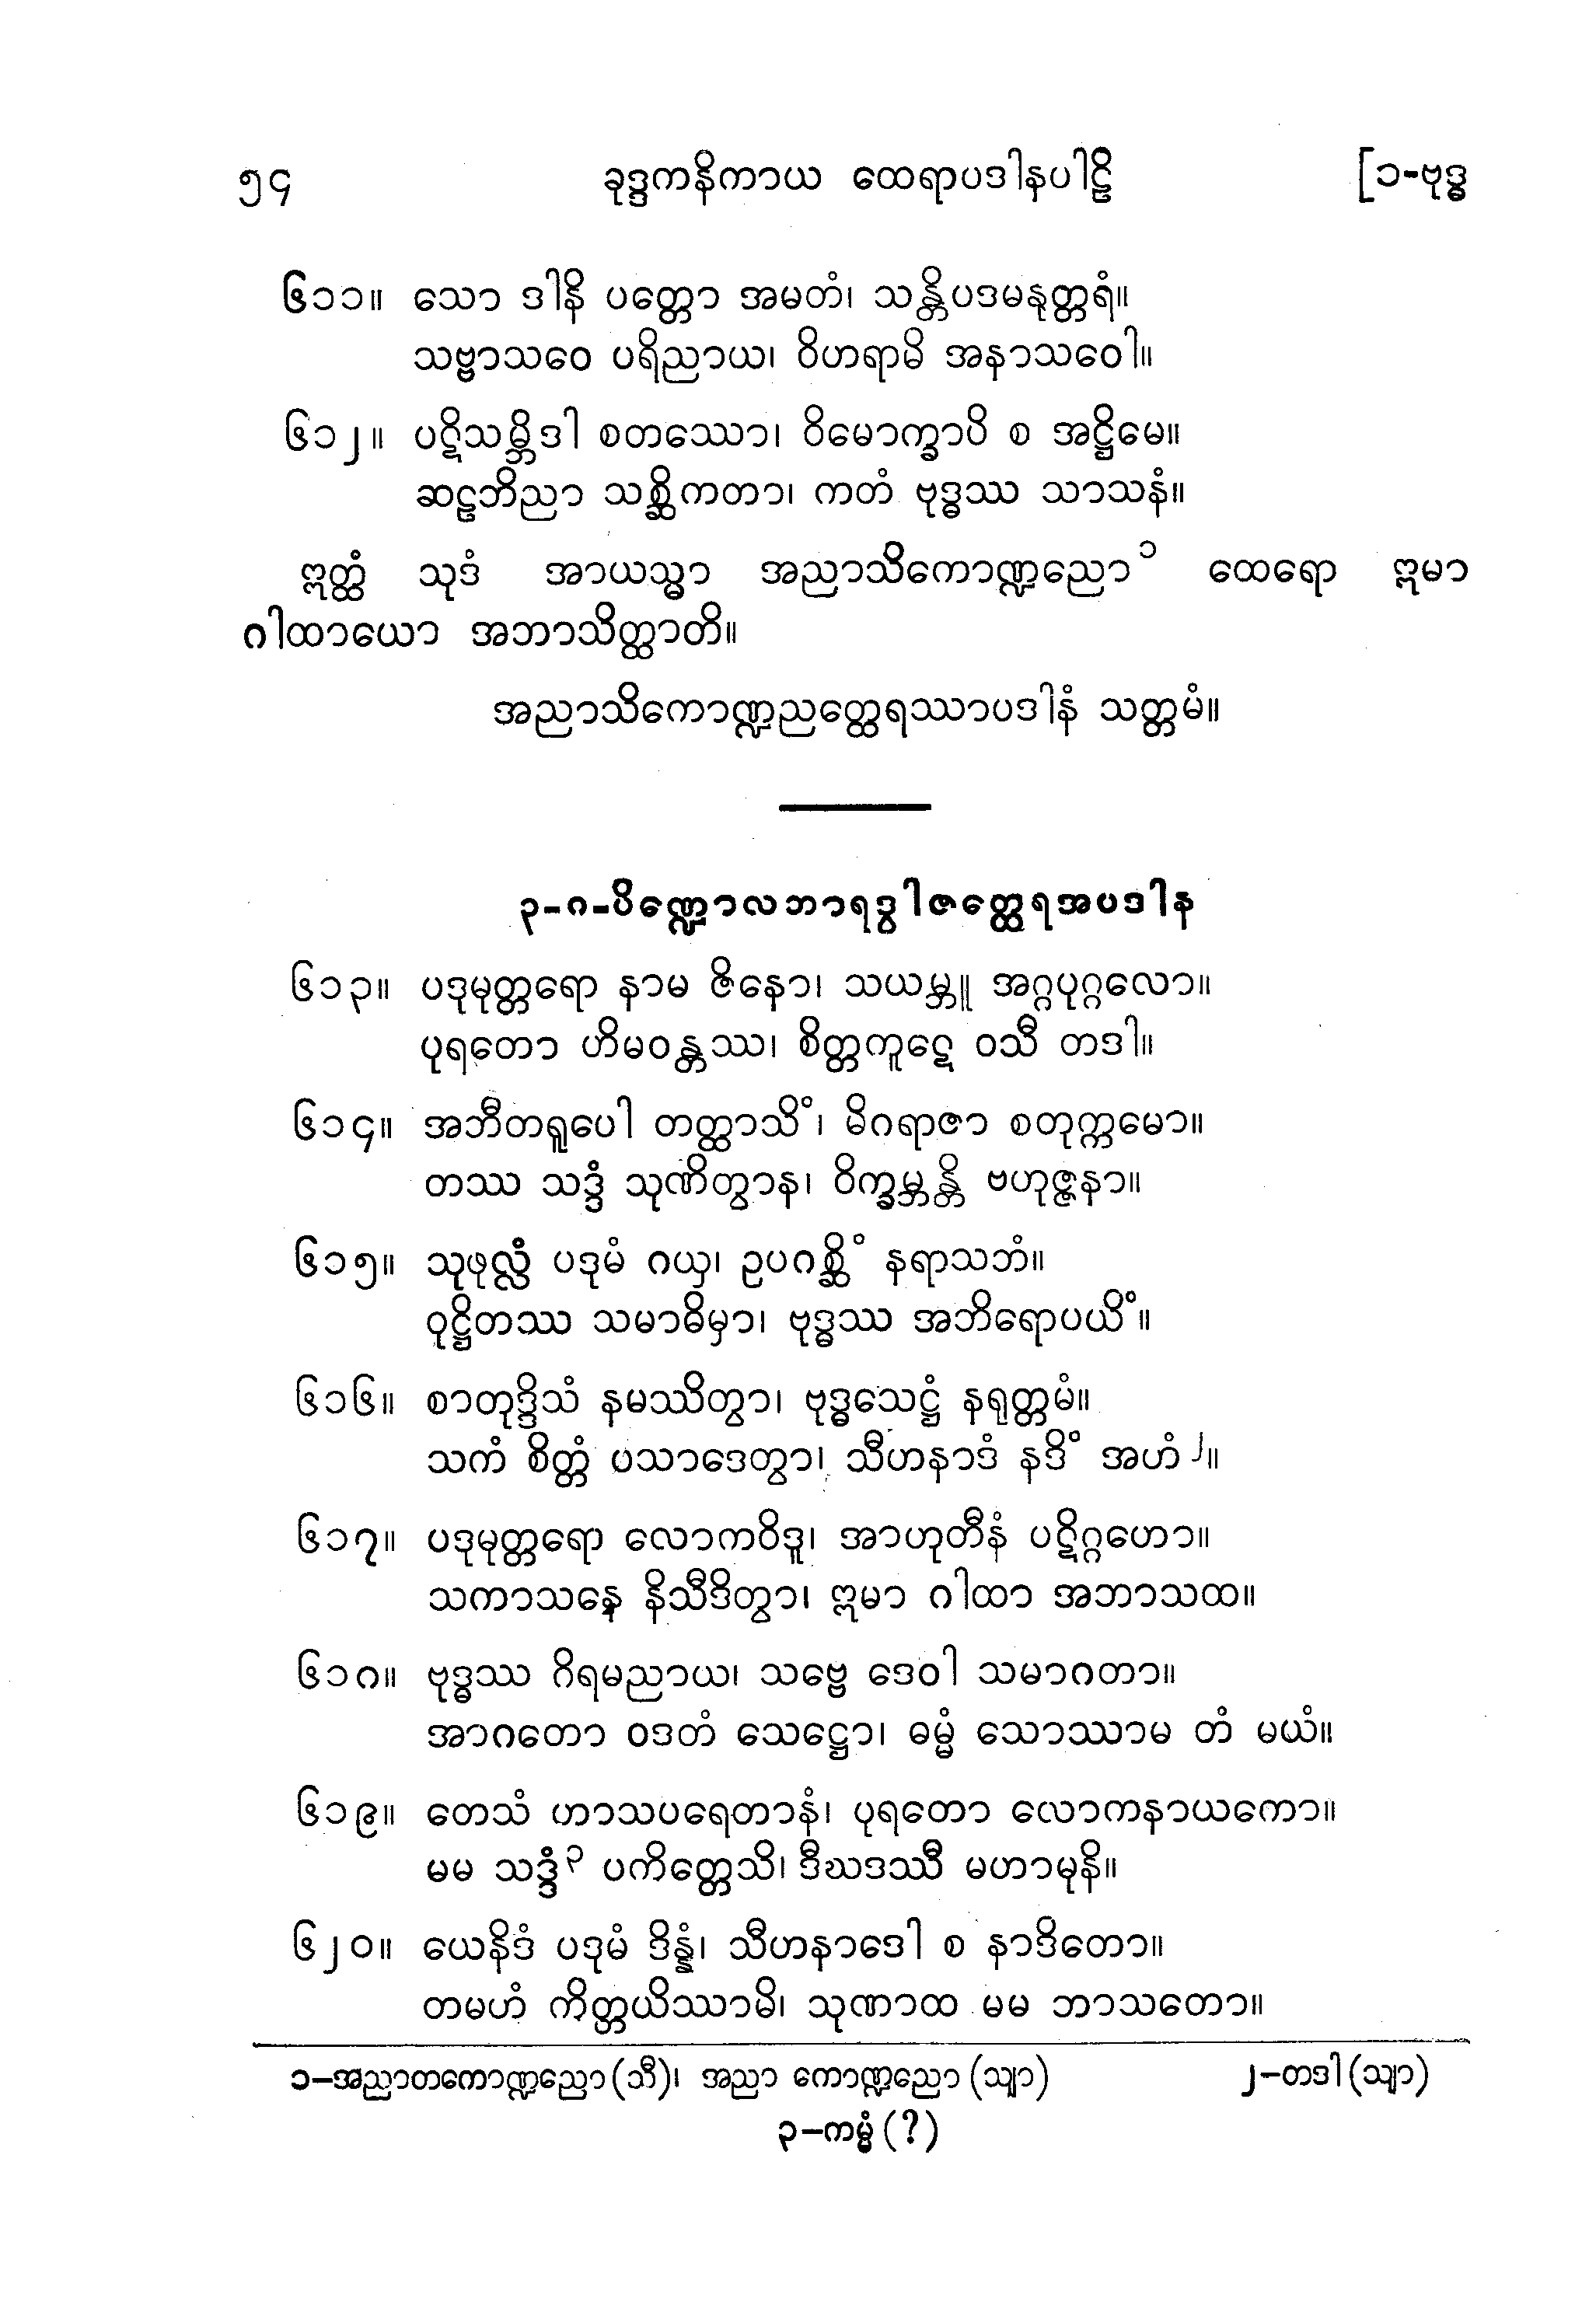 ၅၄ ခုဒ္ဒကနိကာယ ထေရာပဒါနပါဠိ [၁-ဗုဒ္ဓ
၆၁၁။ သော ဒါနိ ပတ္တော အမတံ၊ သန္တိပဒမနုတ္တရံ။
သဗ္ဗာသဝေ ပရိညာယ၊ ဝိဟရာမိ အနာသဝေါ။
၆၁၂။ ပဋိသမ္ဘိဒါ စတဿော၊ ဝိမောက္ခာပိ စ အဋ္ဌိမေ။
ဆဠဘိညာ သစ္ဆိကတာ၊ ကတံ ဗုဒ္ဓဿ သာသနံ။
ဣတ္ထံ သုဒံ အာယသ္မာ အညာသိကောဏ္ဍညော၁ ထေရော ဣမာ
ဂါထာယော အဘာသိတ္ထာတိ။
အညာသိကောဏ္ဍညတ္ထေရဿာပဒါနံ သတ္တမံ။
၃-ဂ-ပိဏ္ဍောလဘာရဒွါဇတ္ထေရအပဒါန
၆၁၃။ ပဒုမုတ္တရော နာမ ဇိနော၊ သယမ္ဘူ အဂ္ဂပုဂ္ဂလော။
ပုရတော ဟိမဝန္တဿ၊ စိတ္တကူဋေ ဝသီ တဒါ။
၆၁၄။ အဘီတရူပေါ တတ္ထာသိံ၊ မိဂရာဇာ စတုက္ကမော။
တဿ သဒ္ဒံ သုဏိတွာန၊ ဝိက္ခမ္ဘန္တိ ဗဟုဇ္ဇနာ။
၆၁၅။ သုဖုလ္လံ ပဒုမံ ဂယှ၊ ဥပဂစ္ဆိံ နရာသဘံ။
ဝုဋ္ဌိတဿ သမာဓိမှာ၊ ဗုဒ္ဓဿ အဘိရောပယိံ။
၆၁၆။ စာတုဒ္ဒိသံ နမဿိတွာ၊ ဗုဒ္ဓသေဋ္ဌံ နရုတ္တမံ။
သကံ စိတ္တံ ပသာဒေတွာ၊ သီဟနာဒံ နဒိံ အဟံ၂။
၆၁၇။ ပဒုမုတ္တရော လောကဝိဒူ၊ အာဟုတီနံ ပဋိဂ္ဂဟော။
သကာသနေ နိသီဒိတွာ၊ ဣမာ ဂါထာ အဘာသထ။
၆၁၈။ ဗုဒ္ဓဿ ဂိရမညာယ၊ သဗ္ဗေ ဒေဝါ သမာဂတာ။
အာဂတော ဝဒတံ သေဋ္ဌော၊ ဓမ္မံ သောဿာမ တံ မယံ။
၆၁၉။ တေသံ ဟာသပရေတာနံ၊ ပုရတော လောကနာယကော။
မမ သဒ္ဒံ၃ ပကိတ္တေသိ၊ ဒီဃဒဿီ မဟာမုနိ။
၆၂၀။ ယေနိဒံ ပဒုမံ ဒိန္နံ၊ သီဟနာဒေါ စ နာဒိတော။
တမဟံ ကိတ္တယိဿာမိ၊ သုဏာထ မမ ဘာသတော။
၁−အညာတကောဏ္ဍညော (သီ)၊ အညာ ကောဏ္ဍညော (သျာ) ၂−တဒါ (သျာ)
၃−ကမ္မံ (?)